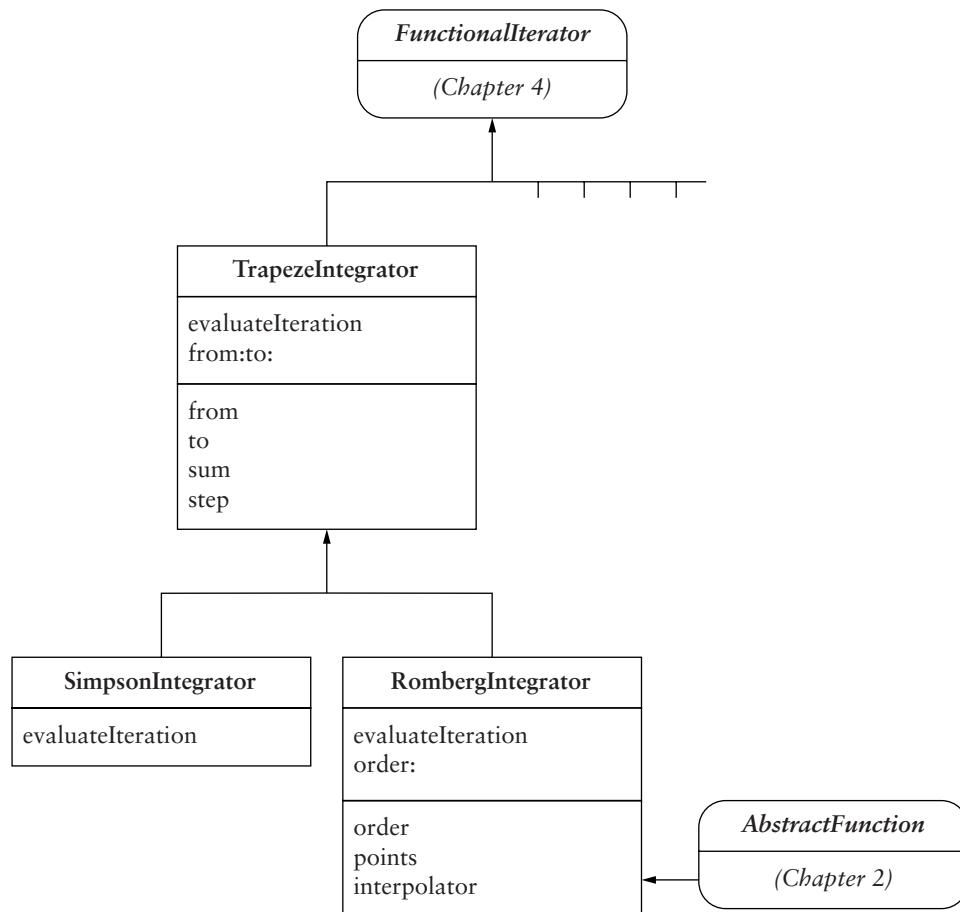 FunctionalIterator
(Chapter 4)
TrapezeIntegrator
evaluateIteration
from:to:
from
to
sum
step
SimpsonIntegrator
evaluateIteration
RombergIntegrator
evaluateIteration
order:
order
points
interpolator
AbstractFunction
(Chapter 2)